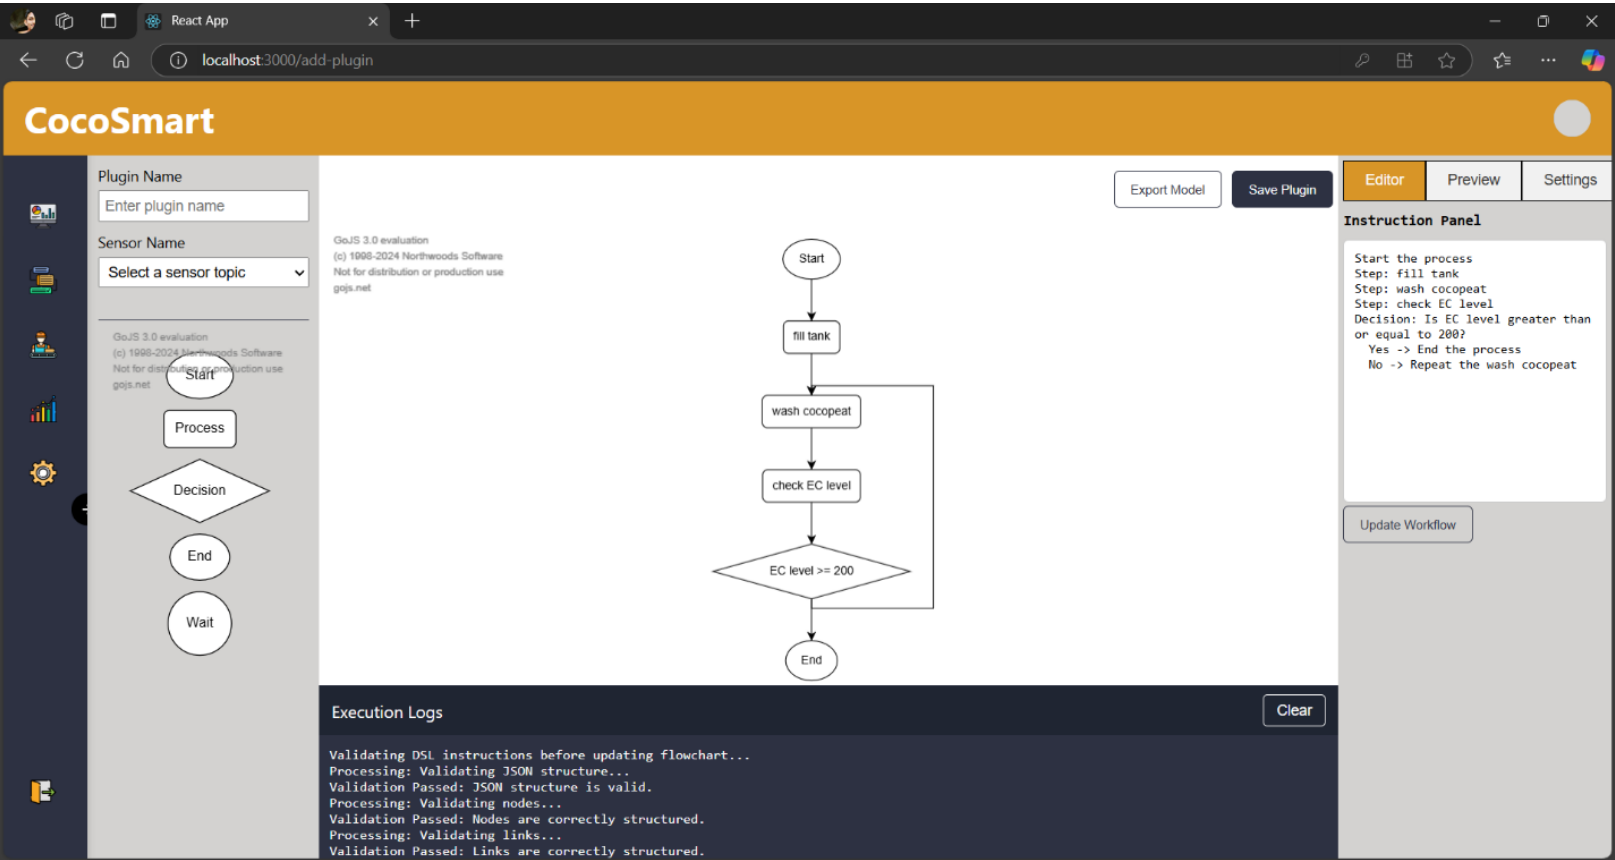 React App
localhost:3000/add-plugin
CocoSmart
Plugin Name
Enter plugin name
Sensor Name
Select a sensor topic
GoJS 3.0 evaluation
(c) 1998-2024 Northwoods Software
Not for distribution or production use
gojs.net
Start
Process
Decision
End
Wait
Export Model
Save Plugin
GoJS 3.0 evaluation
(c) 1998-2024 Northwoods Software
Not for distribution or production use
gojs.net
Start
fill tank
wash cocopeat
check EC level
EC level >= 200
End
Execution Logs
Clear
Validating DSL instructions before updating flowchart...
Processing: Validating JSON structure...
Validation Passed: JSON structure is valid.
Processing: Validating nodes...
Validation Passed: Nodes are correctly structured.
Processing: Validating links...
Validation Passed: Links are correctly structured.
Editor
Preview
Settings
Instruction Panel
Start the process
Step: fill tank
Step: wash cocopeat
Step: check EC level
Decision: Is EC level greater than
or equal to 200?
Yes -> End the process
No -> Repeat the wash cocopeat
Update Workflow